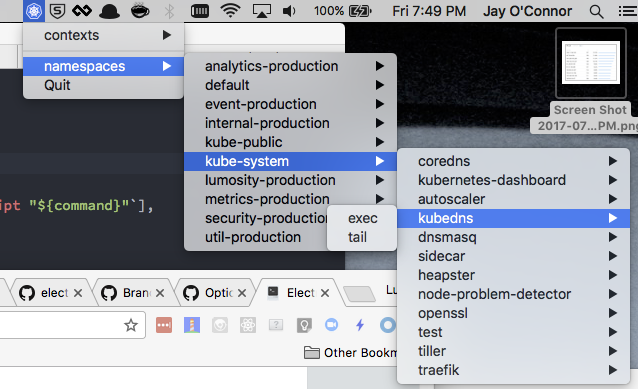 100% Fri 7:49 PM Jay O'Connor
contexts
namespaces
Quit
analytics-production
default
event-production
internal-production
kube-public
kube-system
lumosity-production
metrics-production
security-production
util-production
exec
tail
coredns
kubernetes-dashboard
autoscaler
kubedns
dnsmasq
sidecar
heapster
node-problem-detector
openssl
test
tiller
traefik
Screen Shot
2017-07...PM.png
ipt "${command}"`],
elect
Bran
Optic
Elect
Lu
Other Bookm